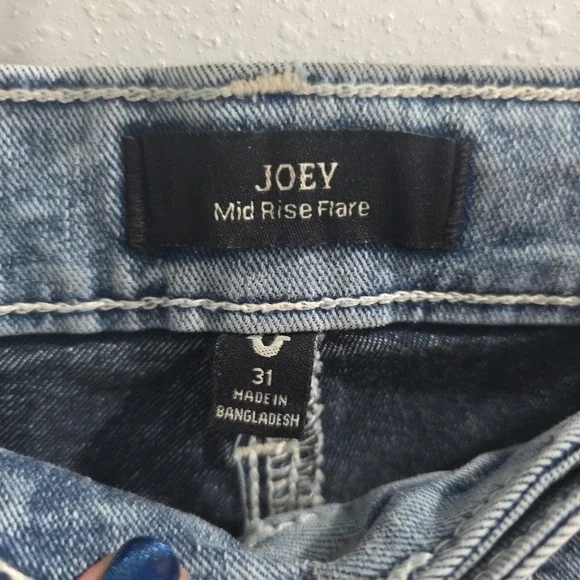 JOEY
Mid Rise Flare
31
MADE IN
BANGLADESH